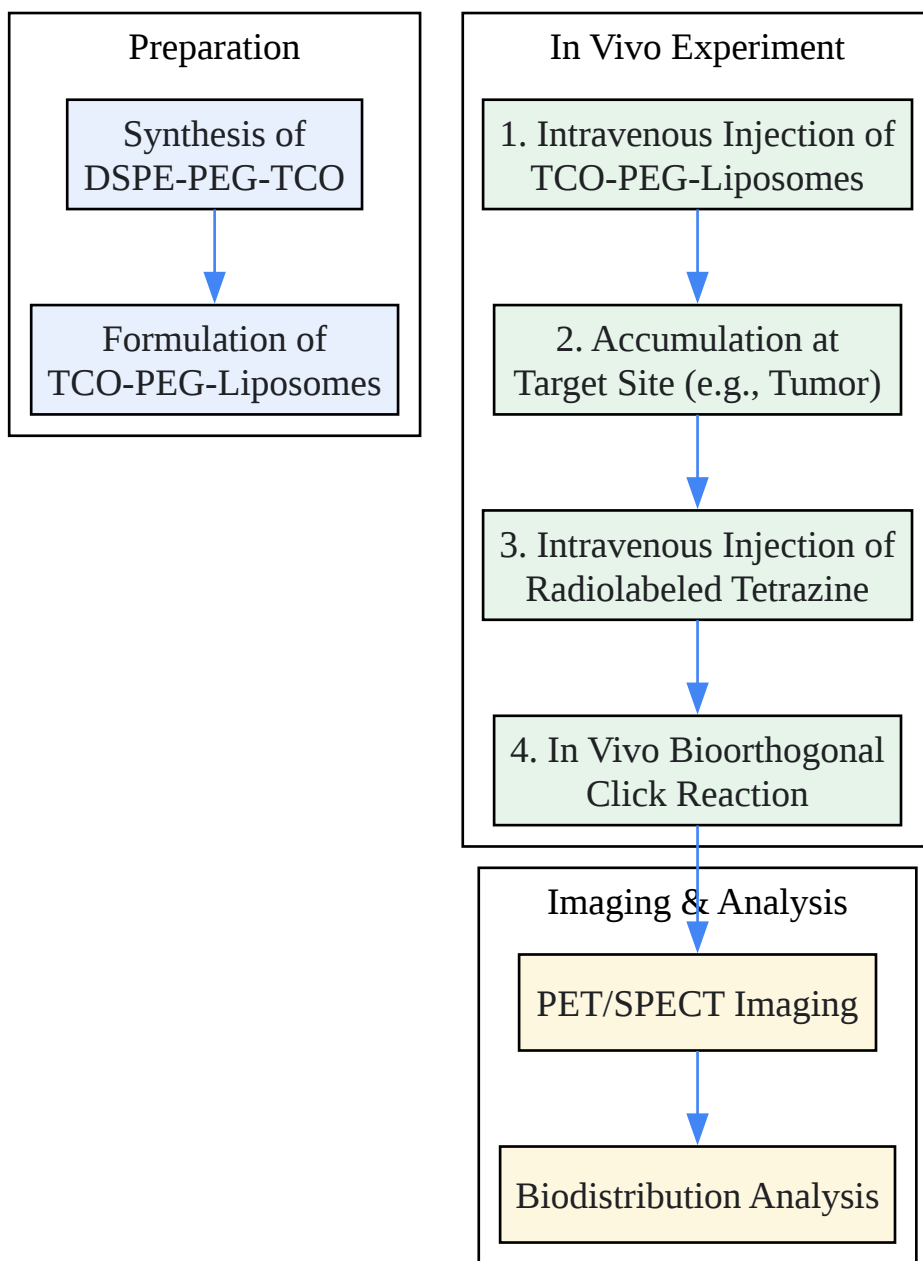 Preparation
Synthesis of
DSPE-PEG-TCO
Formulation of
TCO-PEG-Liposomes
In Vivo Experiment
1. Intravenous Injection of
TCO-PEG-Liposomes
2. Accumulation at
Target Site (e.g., Tumor)
3. Intravenous Injection of
Radiolabeled Tetrazine
4. In Vivo Bioorthogonal
Click Reaction
Imaging & Analysis
PET/SPECT Imaging
Biodistribution Analysis